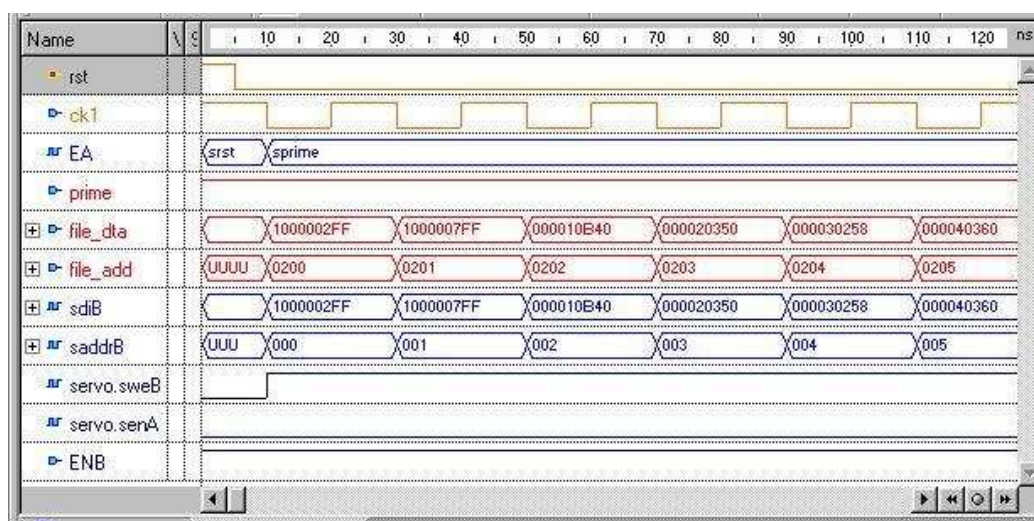 Name 10 20 30 40 50 60 70 80 90 100 110 120 ns
rst
ck1
EA srst sprime
prime
file_dta 1000002FF 1000007FF 000010B40 000020350 000030258 000040360
file_add UUUU 0200 0201 0202 0203 0204 0205
sdiB 1000002FF 1000007FF 000010B40 000020350 000030258 000040360
saddrB UUU 000 001 002 003 004 005
servo.sweB
servo.senA
ENB